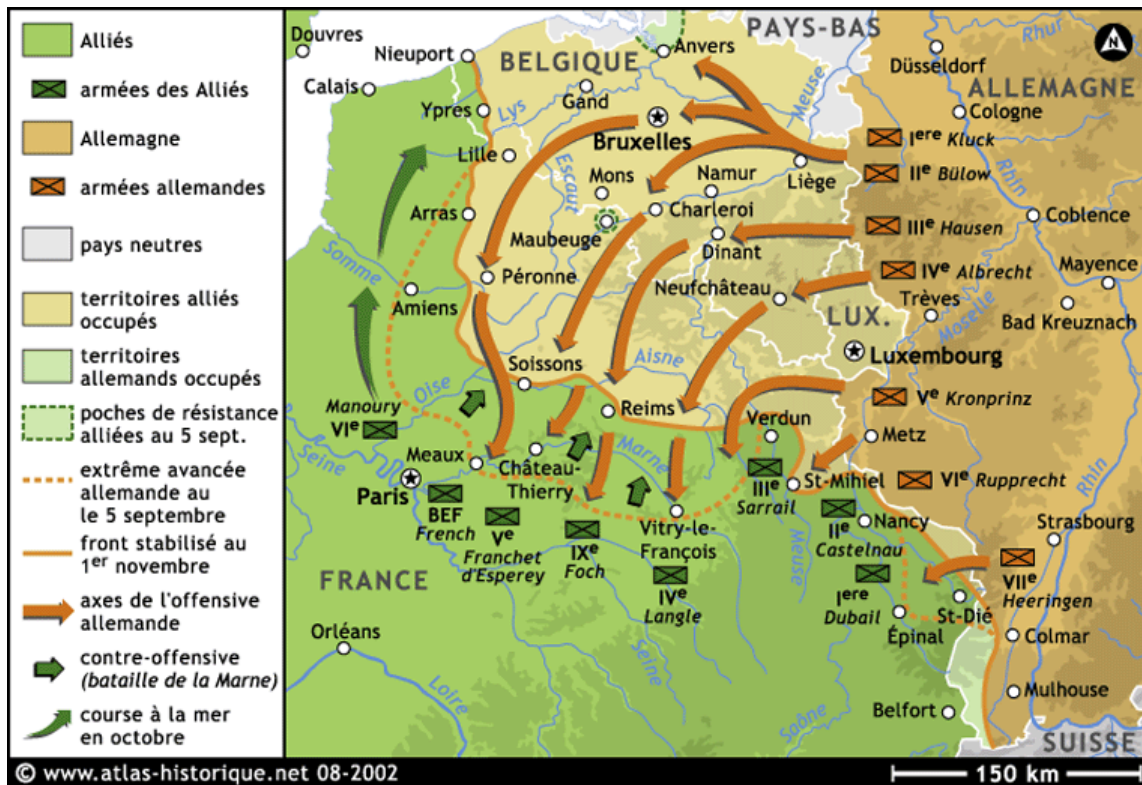 Alliés
armées des Alliés
Allemagne
armées allemandes
pays neutres
territoires alliés
occupés
territoires
allemands occupés
poches de résistance
alliées au 5 sept.
extrême avancée
allemande au
le 5 septembre
front stabilisé au
1er novembre
axes de l'offensive
allemande
contre-offensive
(bataille de la Marne)
course à la mer
en octobre
Douvres
Nieuport
Calais
BELGIQUE
Anvers
PAYS-BAS
Rhur
Düsseldorf
ALLEMAGNE
Ypres
Lys
Gand
Meuse
Cologne
Bruxelles
Iere Kluck
Lille
Escaut
Mons
Namur
Liège
IIe Bülow
Rhin
Arras
Charleroi
Coblence
Maubeuge
Dinant
IIIe Hausen
Somme
Péronne
Neufchâteau
IVe Albrecht
Mayence
Amiens
Trèves
Moselle
Bad Kreuznach
LUX.
Luxembourg
Soissons
Aisne
Oise
Manoury
VIe
Reims
Verdun
Ve Kronprinz
Metz
Seine
Meaux
Château-
Thierry
Marne
Paris
BEF
French
Ve
Franchet
d'Esperey
IXe
Foch
Vitry-le-
François
IVe
Langle
IIIe
Sarrail
St-Mihiel
VIe Rupprecht
Rhin
Meuse
IIe
Castelnau
Nancy
Strasbourg
FRANCE
Iere
Dubail
VIIe
Heeringen
St-Dié
Épinal
Colmar
Orléans
Loire
Seine
Saône
Belfort
Mulhouse
SUISSE
© www.atlas-historique.net 08-2002
150 km